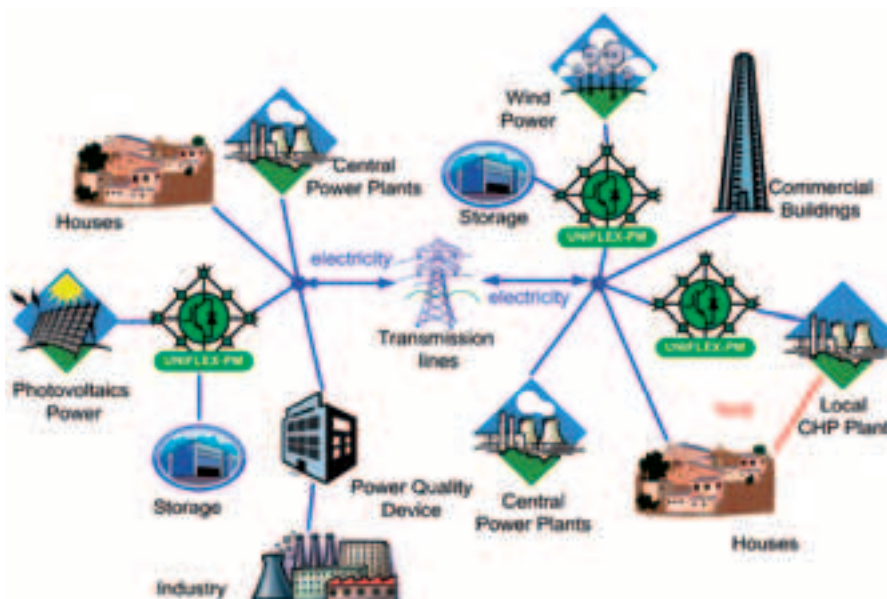 Wind
Power
Central
Power Plants
Storage
Commercial
Buildings
Houses
UNIFLEX-PM
electricity
electricity
Transmission
lines
UNIFLEX-PM
UNIFLEX-PM
Photovoltaics
Power
Local
CHP Plant
Storage
Power Quality
Device
Central
Power Plants
Houses
Industry